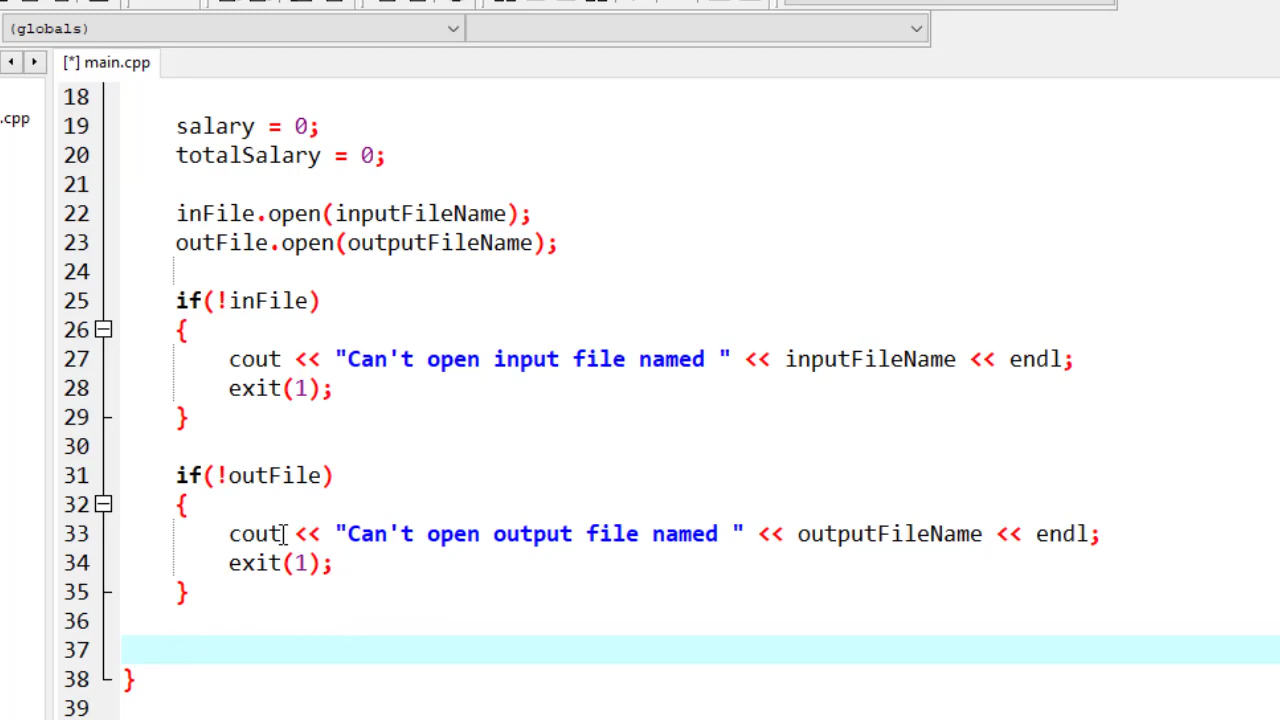 (globals)
[*] main.cpp
.cpp
18
19 salary = 0;
20 totalSalary = 0;
21
22 inFile.open(inputFileName);
23 outFile.open(outputFileName);
24
25 if(!inFile)
26 {
27 cout << "Can't open input file named " << inputFileName << endl;
28 exit(1);
29 }
30
31 if(!outFile)
32 {
33 cout << "Can't open output file named " << outputFileName << endl;
34 exit(1);
35 }
36
37
38 }
39